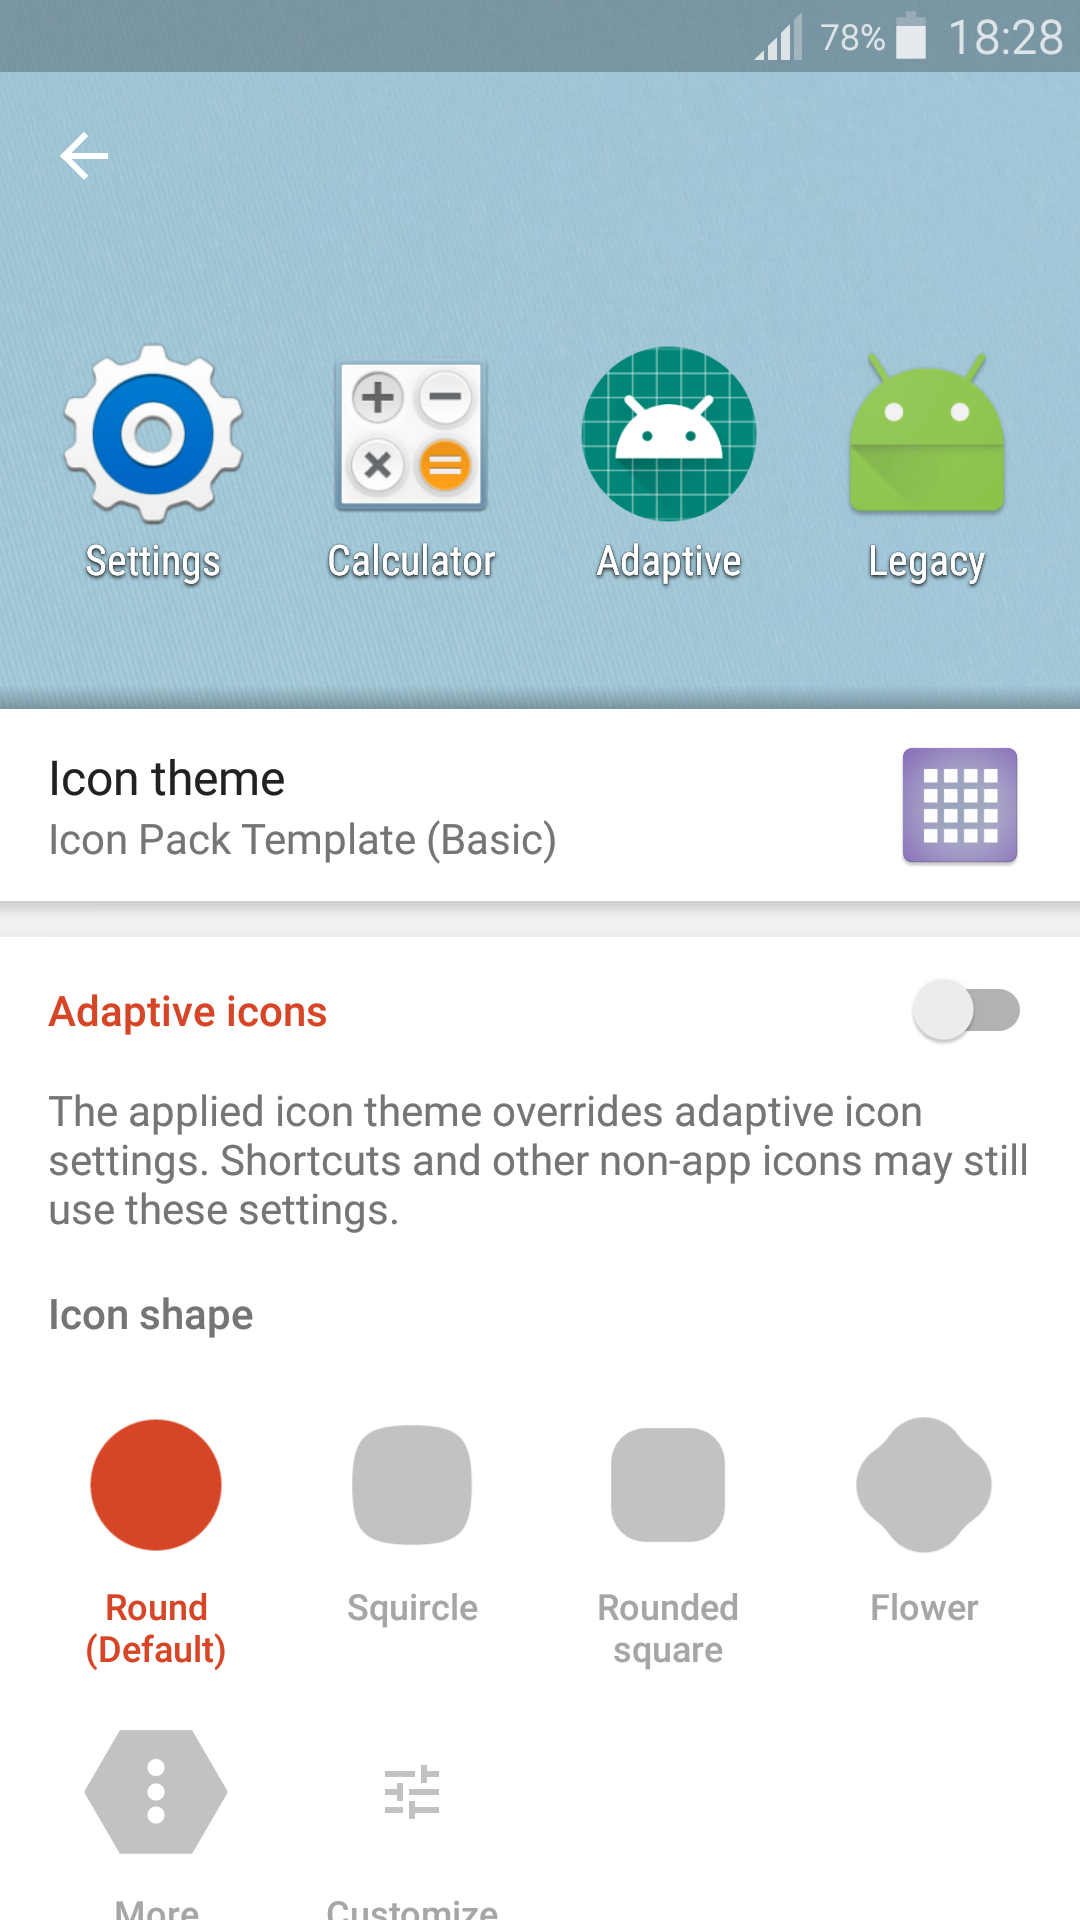 78% 18:28
Settings Calculator Adaptive Legacy
Icon theme
Icon Pack Template (Basic)
Adaptive icons
The applied icon theme overrides adaptive icon
settings. Shortcuts and other non-app icons may still
use these settings.
Icon shape
Round
(Default)
Squircle
Rounded
square
Flower
More
Customize